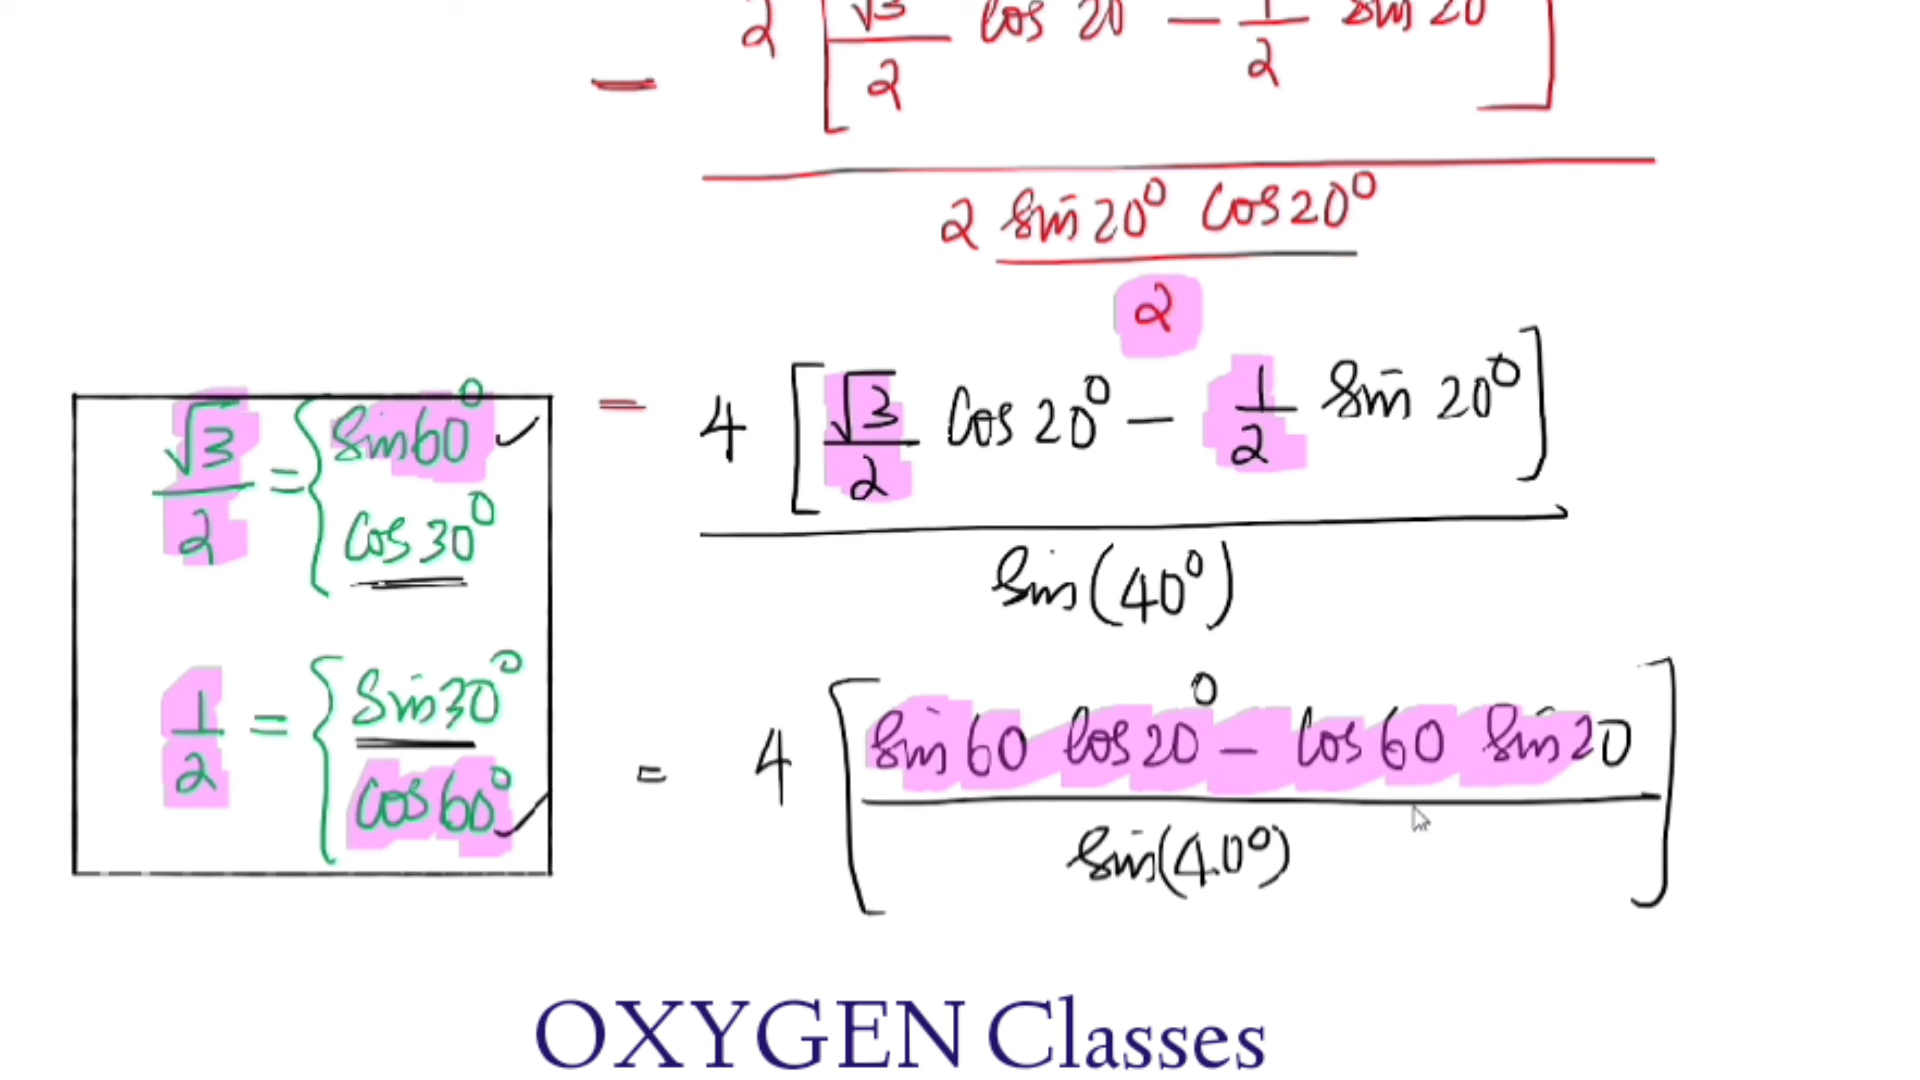 2 [√3/2 cos 20 − 1/2 sin 20]
=
2 sin 20° cos 20°
2
= 4 [√3/2 cos 20° − 1/2 sin 20°]
sin(40°)
√3/2 = { sin 60° ✓
cos 30°
1/2 = { sin 30°
cos 60° ✓
= 4 [sin 60 cos 20° − cos 60 sin 20
sin(4.0°)]
OXYGEN Classes